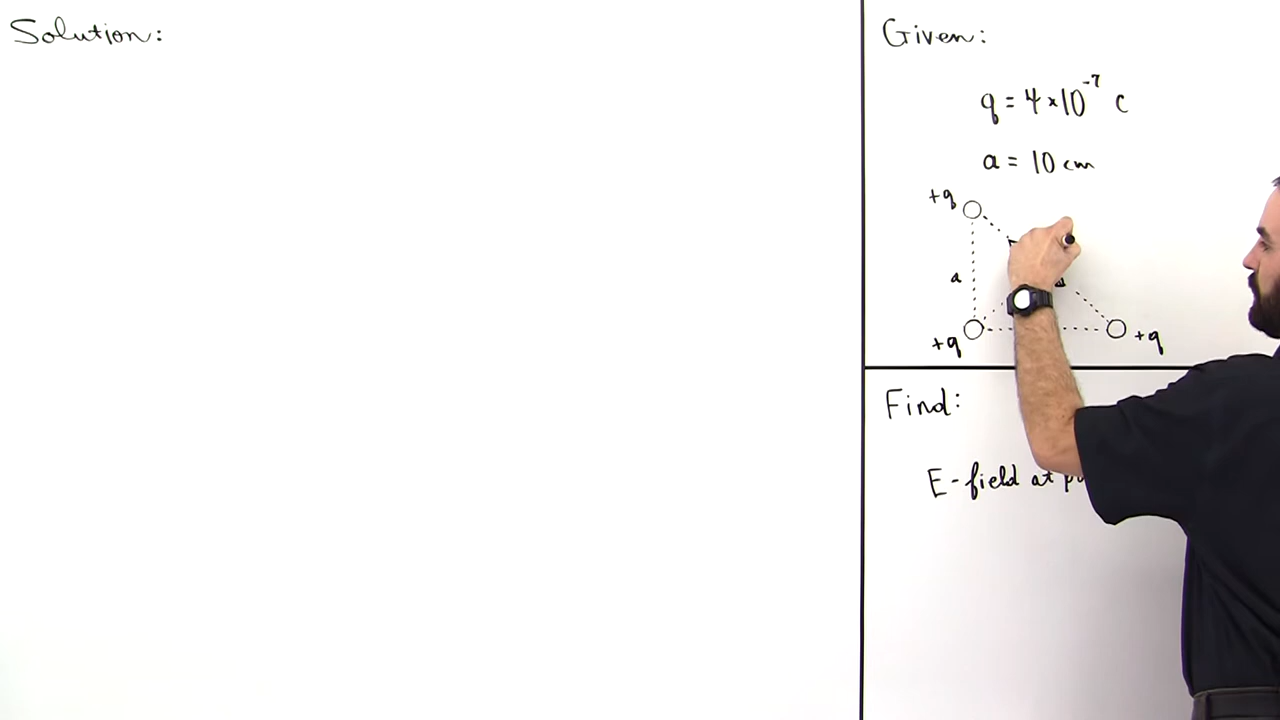 Solution:
Given:
q = 4×10⁻⁷ C
a = 10 cm
+q
a
+q
+q
Find:
E-field at